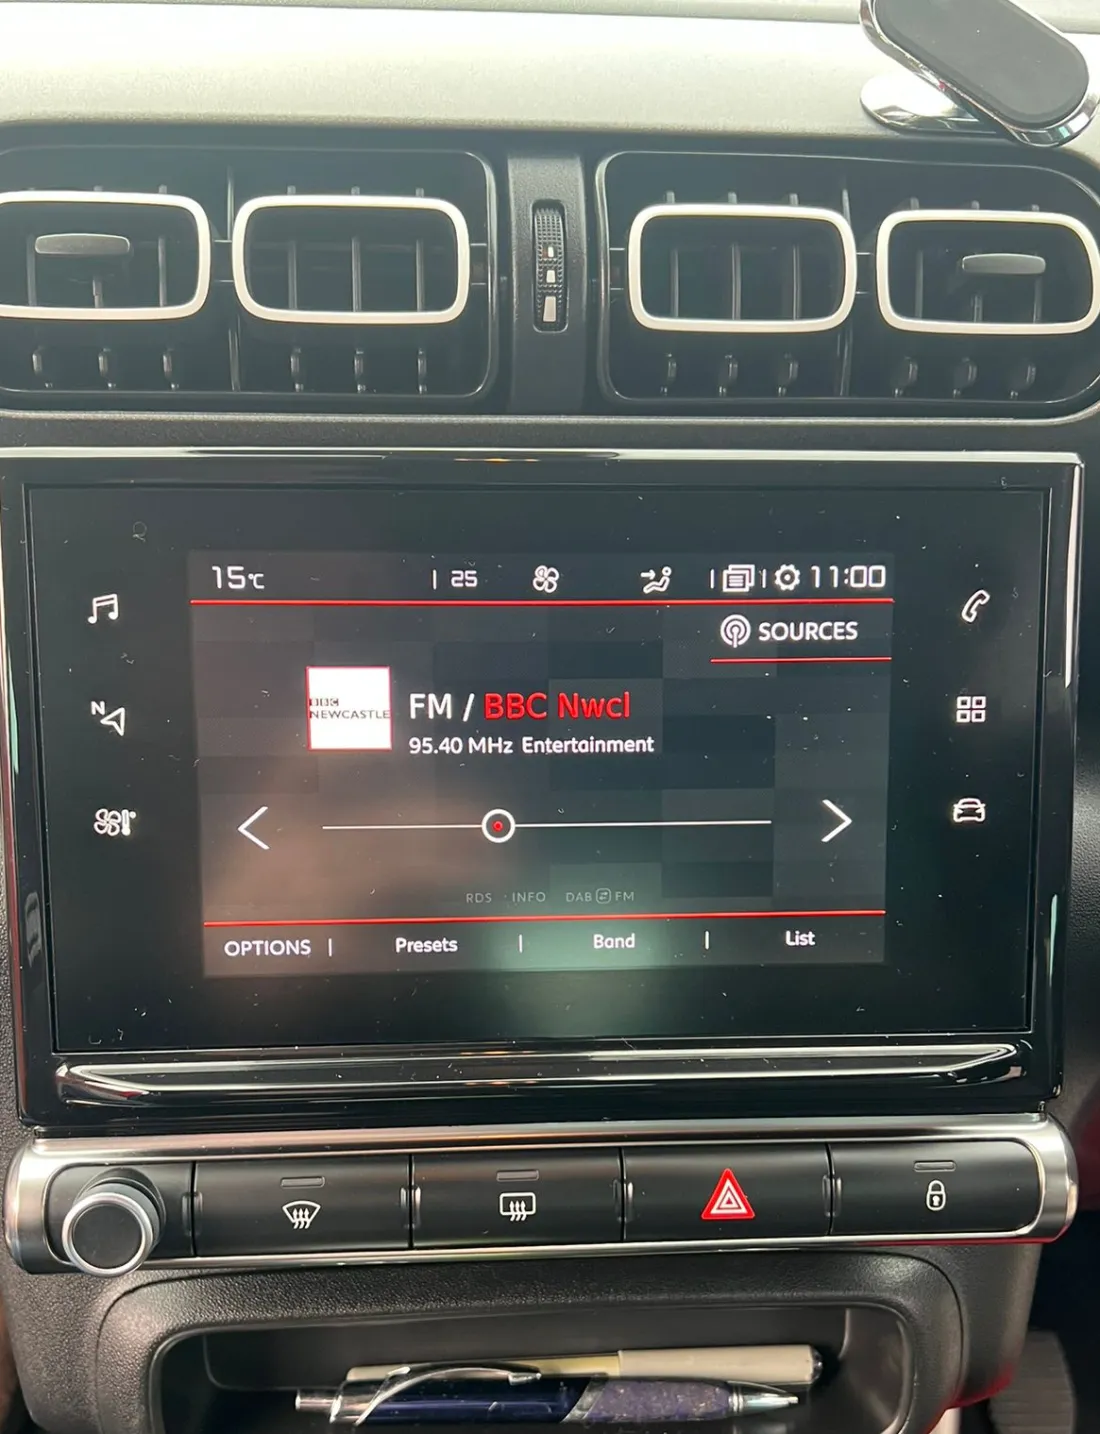 15°C
25
11:00
SOURCES
BBC
NEWCASTLE
FM / BBC Nwcl
95.40 MHz Entertainment
N
RDS INFO DAB FM
OPTIONS | Presets | Band | List